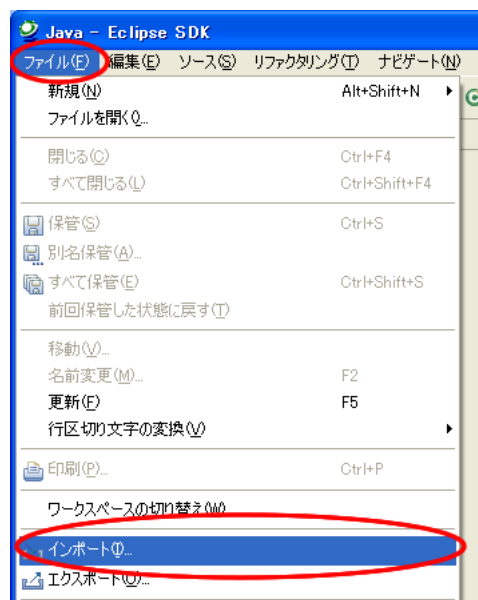 Java - Eclipse SDK
ファイル(F) 編集(E) ソース(S) リファクタリング(T) ナビゲート(N)
新規(N) Alt+Shift+N
ファイルを開く(.)...
閉じる(C) Ctrl+F4
すべて閉じる(L) Ctrl+Shift+F4
保管(S) Ctrl+S
別名保管(A)...
すべて保管(E) Ctrl+Shift+S
前回保管した状態に戻す(T)
移動(V)...
名前変更(M)... F2
更新(F) F5
行区切り文字の変換(V)
印刷(P)... Ctrl+P
ワークスペースの切り替え(W)...
インポート(I)...
エクスポート(O)...